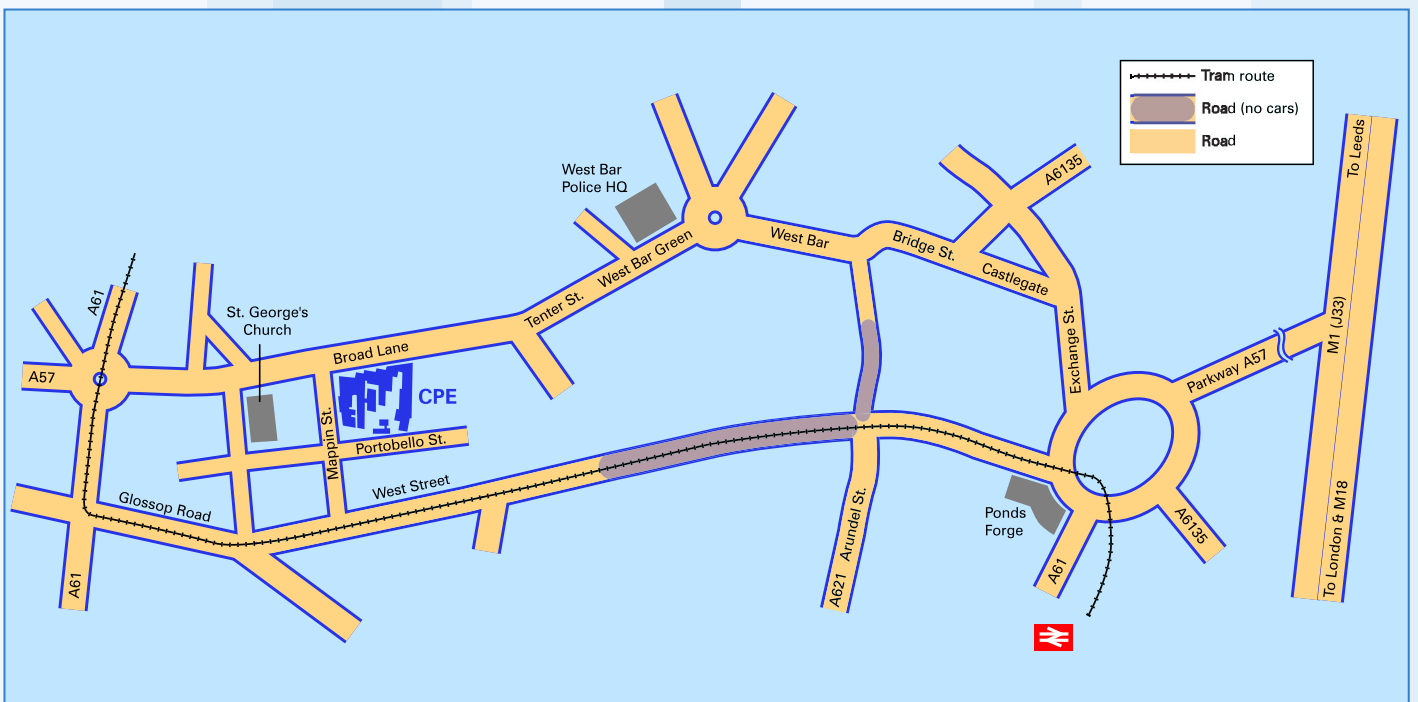 Tram route
Road (no cars)
Road
To Leeds
A6135
West Bar
Police HQ
West Bar
Bridge St.
Castlegate
West Bar Green
Tenter St.
A61
St. George's
Church
Broad Lane
Exchange St.
M1 (J33)
Parkway A57
A57
CPE
Mappin St.
Portobello St.
West Street
Glossop Road
Ponds
Forge
Arundel St.
A6135
To London & M18
A61
A621
A61